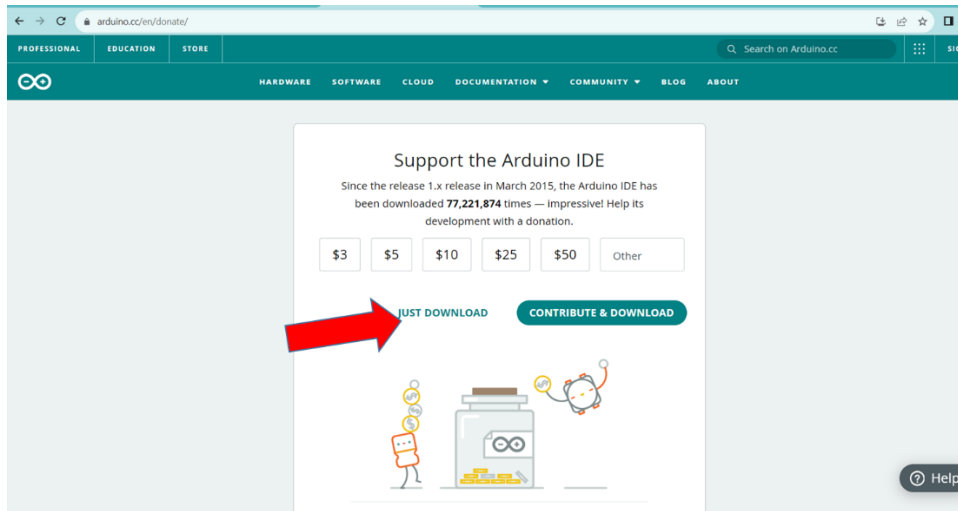 arduino.cc/en/donate/
PROFESSIONAL EDUCATION STORE Search on Arduino.cc
HARDWARE SOFTWARE CLOUD DOCUMENTATION COMMUNITY BLOG ABOUT
Support the Arduino IDE
Since the release 1.x release in March 2015, the Arduino IDE has
been downloaded 77,221,874 times — impressive! Help its
development with a donation.
$3 $5 $10 $25 $50 Other
JUST DOWNLOAD CONTRIBUTE & DOWNLOAD
Help